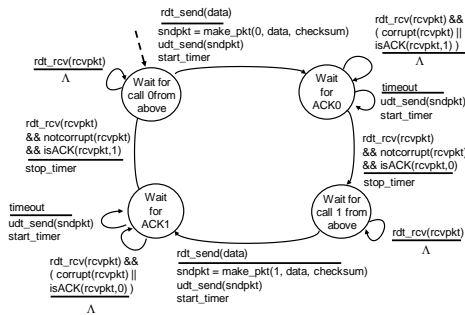 rdt_send(data)
sndpkt = make_pkt(0, data, checksum)
udt_send(sndpkt)
start_timer
rdt_rcv(rcvpkt) &&
( corrupt(rcvpkt) ||
isACK(rcvpkt,1) )
Λ
rdt_rcv(rcvpkt)
Λ
Wait for
call 0from
above
Wait
for
ACK0
timeout
udt_send(sndpkt)
start_timer
rdt_rcv(rcvpkt)
&& notcorrupt(rcvpkt)
&& isACK(rcvpkt,1)
stop_timer
rdt_rcv(rcvpkt)
&& notcorrupt(rcvpkt)
&& isACK(rcvpkt,0)
stop_timer
timeout
udt_send(sndpkt)
start_timer
Wait
for
ACK1
Wait for
call 1 from
above
rdt_rcv(rcvpkt)
Λ
rdt_send(data)
sndpkt = make_pkt(1, data, checksum)
udt_send(sndpkt)
start_timer
rdt_rcv(rcvpkt) &&
( corrupt(rcvpkt) ||
isACK(rcvpkt,0) )
Λ